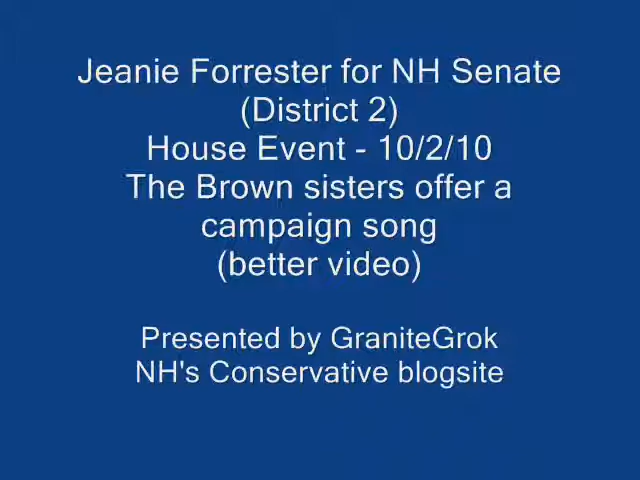 Jeanie Forrester for NH Senate
(District 2)
House Event - 10/2/10
The Brown sisters offer a
campaign song
(better video)
Presented by GraniteGrok
NH's Conservative blogsite